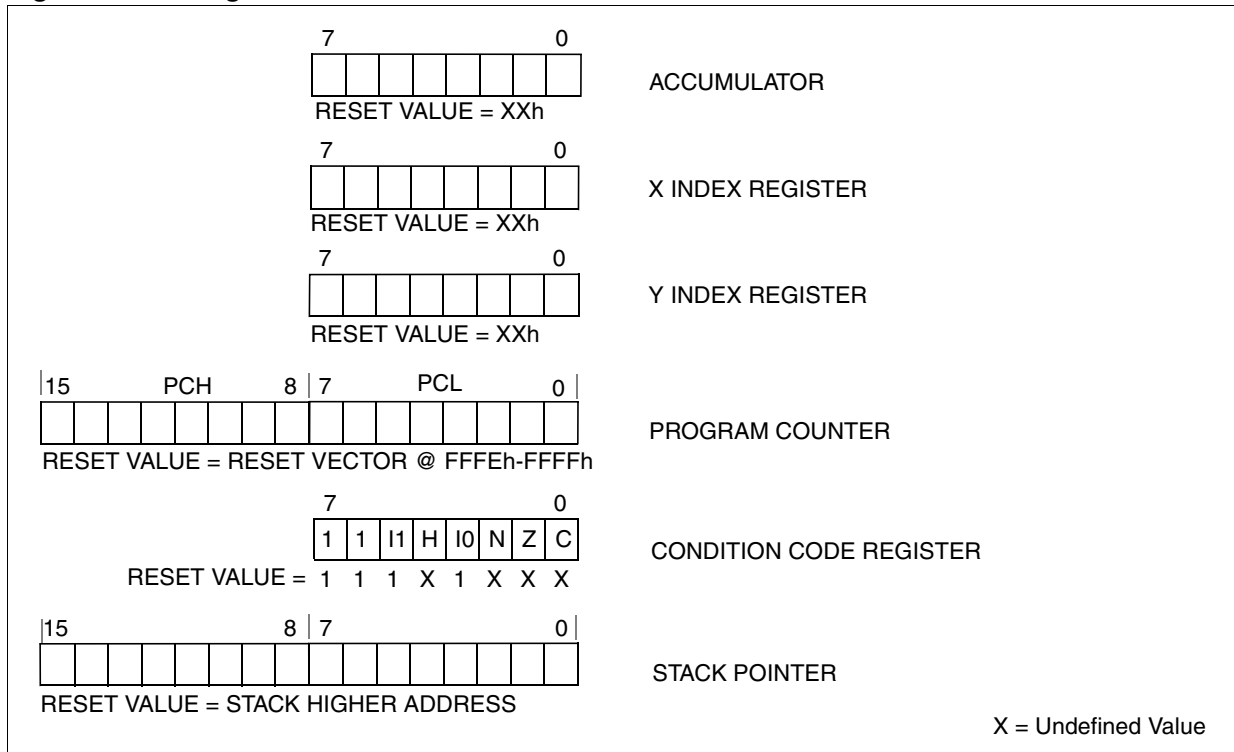 7 0
ACCUMULATOR
RESET VALUE = XXh
7 0
X INDEX REGISTER
RESET VALUE = XXh
7 0
Y INDEX REGISTER
RESET VALUE = XXh
15 PCH 8 7 PCL 0
PROGRAM COUNTER
RESET VALUE = RESET VECTOR @ FFFEh-FFFFh
7 0
1 1 I1 H I0 N Z C
CONDITION CODE REGISTER
RESET VALUE = 1 1 1 X 1 X X X
15 8 7 0
STACK POINTER
RESET VALUE = STACK HIGHER ADDRESS
X = Undefined Value